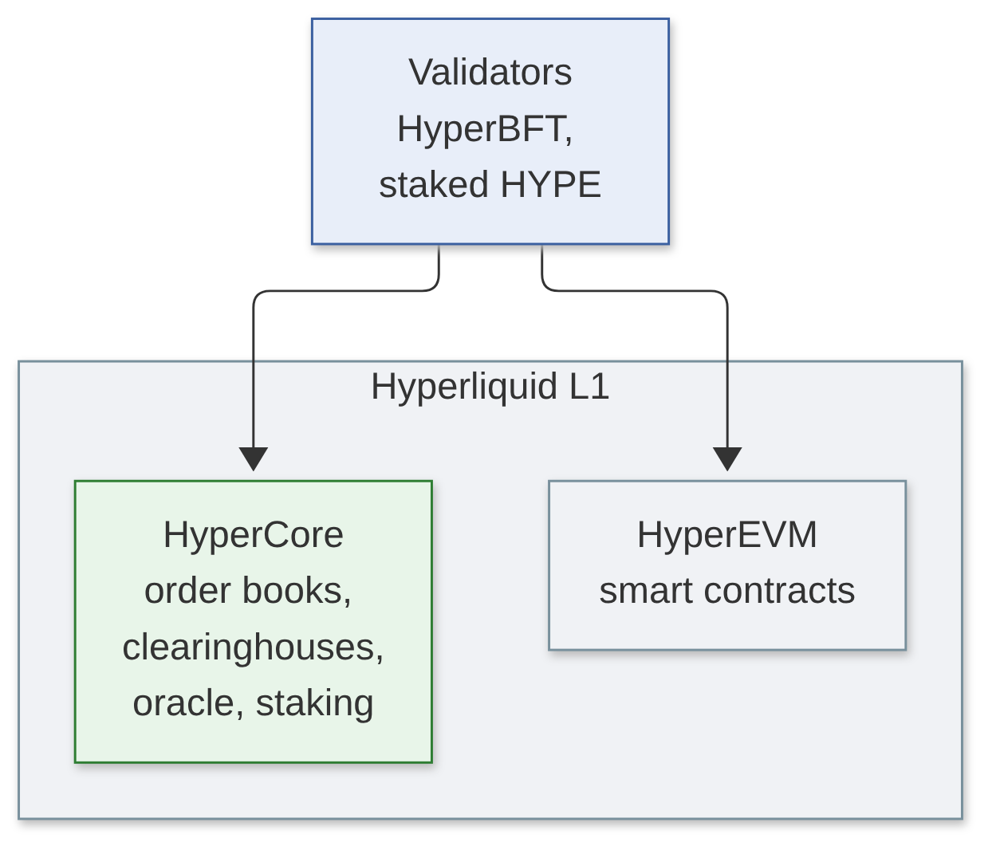 Validators
HyperBFT,
staked HYPE
Hyperliquid L1
HyperCore
order books,
clearinghouses,
oracle, staking
HyperEVM
smart contracts